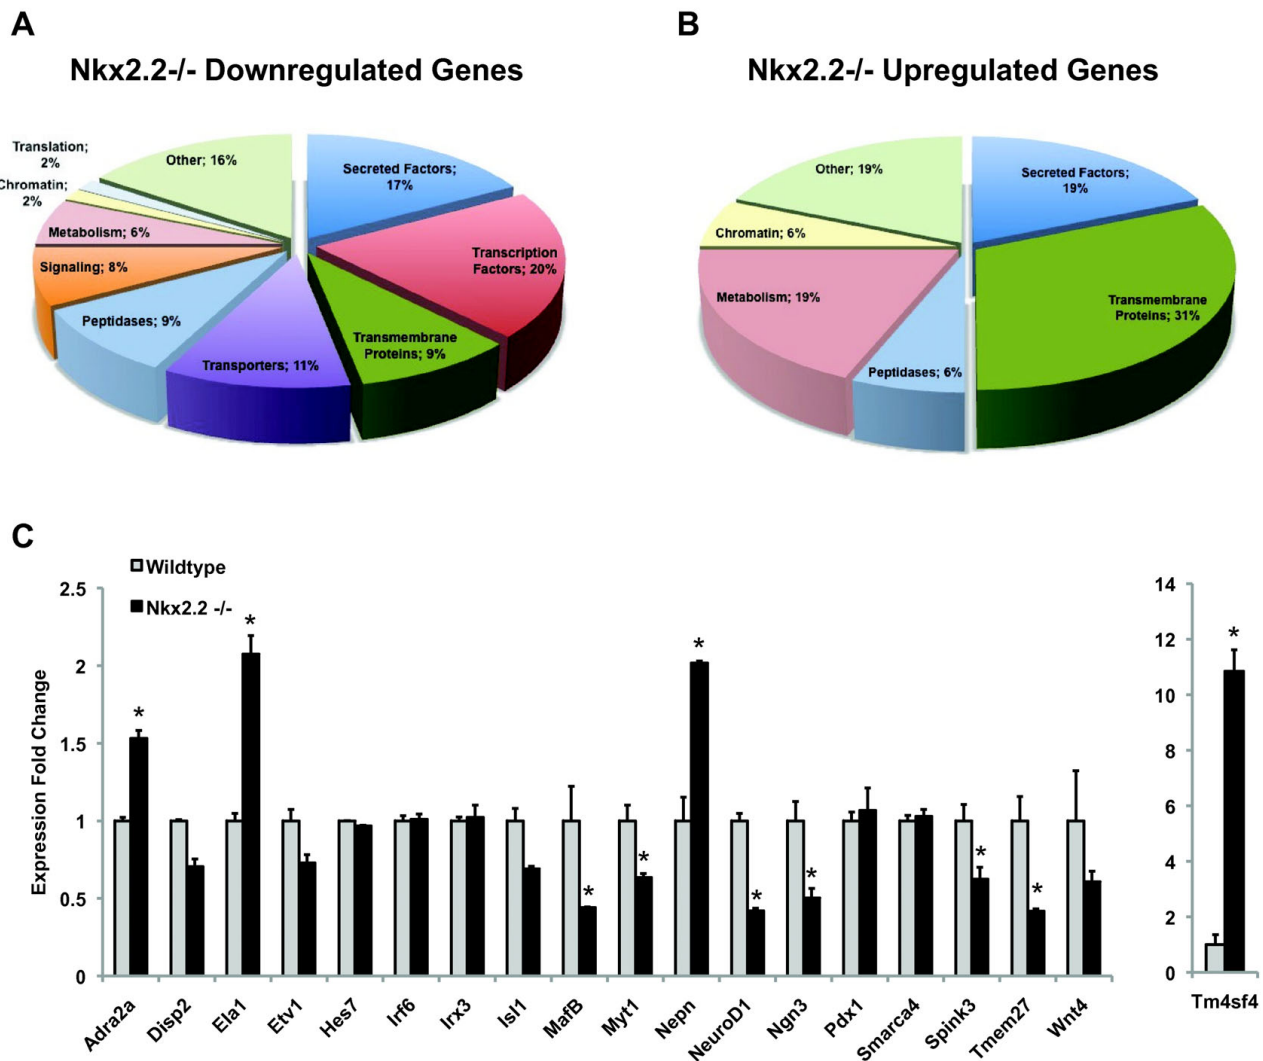 A
Nkx2.2-/- Downregulated Genes
Translation;
2%
Chromatin;
2%
Other; 16%
Secreted Factors;
17%
Metabolism; 6%
Signaling; 8%
Transcription
Factors; 20%
Peptidases; 9%
Transporters; 11%
Transmembrane
Proteins; 9%
B
Nkx2.2-/- Upregulated Genes
Other; 19%
Secreted Factors;
19%
Chromatin; 6%
Metabolism; 19%
Transmembrane
Proteins; 31%
Peptidases; 6%
C
Wildtype
Nkx2.2 -/-
Expression Fold Change
2.5
2
1.5
1
0.5
0
*
*
*
*
*
*
*
*
*
Adra2a
Disp2
Ela1
Etv1
Hes7
Irf6
Irx3
Isl1
MafB
Myt1
Nepn
NeuroD1
Ngn3
Pdx1
Smarca4
Spink3
Tmem27
Wnt4
14
12
10
8
6
4
2
0
*
Tm4sf4